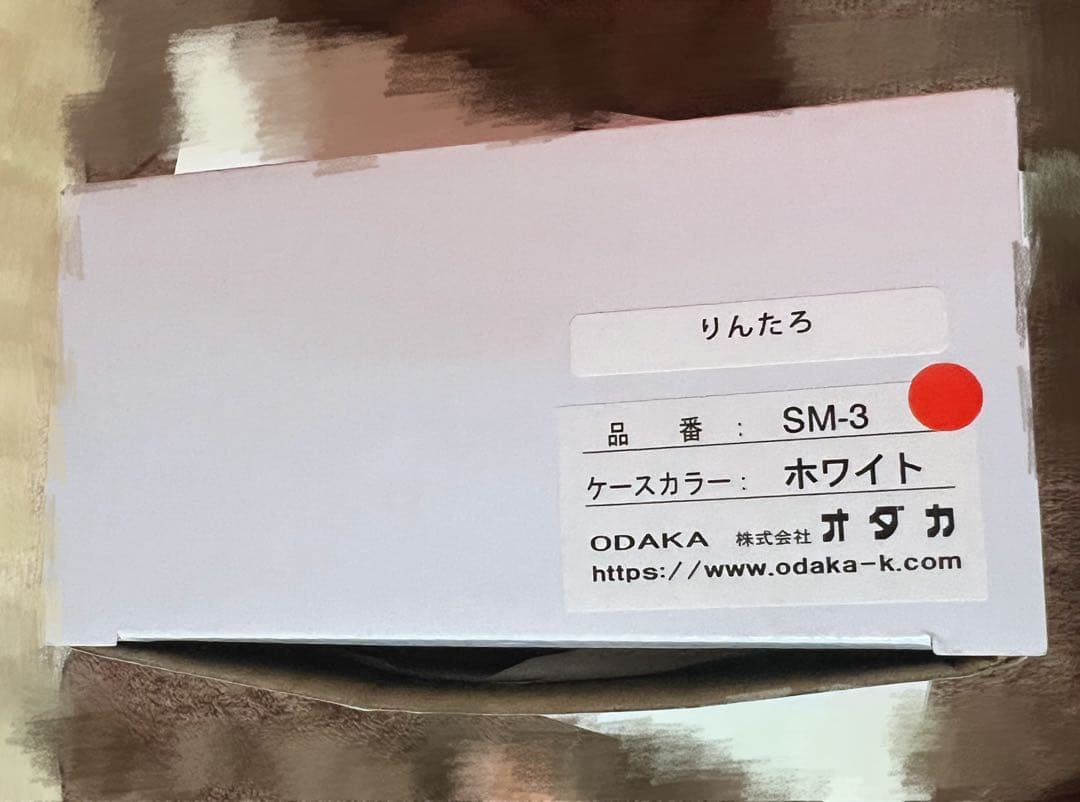 りんたろ
品番: SM-3
ケースカラー: ホワイト
ODAKA 株式会社オダカ
https://www.odaka-k.com